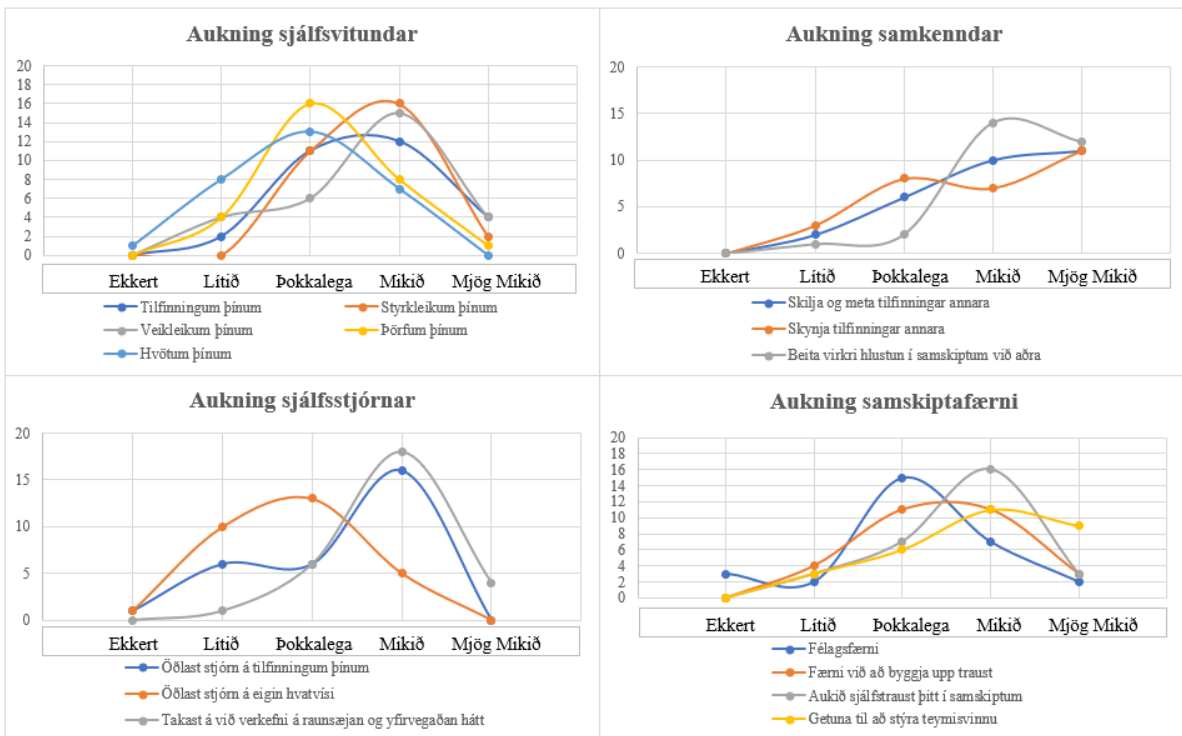 Aukning sjálfsvitundar
20
18
16
14
12
10
8
6
4
2
0
Ekkert Lítið Þokkalega Mikið Mjög Mikið
Tilfinningum þínum Styrkleikum þínum
Veikleikum þínum Þörfum þínum
Hvötum þínum
Aukning samkenndar
20
15
10
5
0
Ekkert Lítið Þokkalega Mikið Mjög Mikið
Skilja og meta tilfinningar annara
Skynja tilfinningar annara
Beita virkri hlustun í samskiptum við aðra
Aukning sjálfsstjórnar
20
15
10
5
0
Ekkert Lítið Þokkalega Mikið Mjög Mikið
Öðlast stjórn á tilfinningum þínum
Öðlast stjórn á eigin hvatvísi
Takast á við verkefni á raunsæjan og yfirvegaðan hátt
Aukning samskiptafærni
20
18
16
14
12
10
8
6
4
2
0
Ekkert Lítið Þokkalega Mikið Mjög Mikið
Félagsfærni
Færni við að byggja upp traust
Aukið sjálfstraust þitt í samskiptum
Getuna til að stýra teymisvinnu